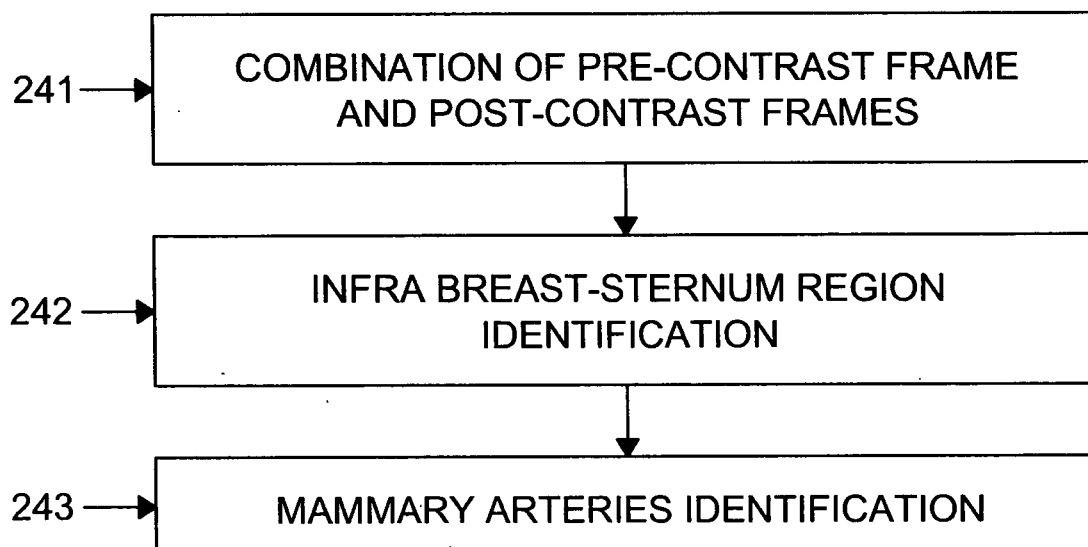 241
COMBINATION OF PRE-CONTRAST FRAME
AND POST-CONTRAST FRAMES
242
INFRA BREAST-STERNUM REGION
IDENTIFICATION
243
MAMMARY ARTERIES IDENTIFICATION